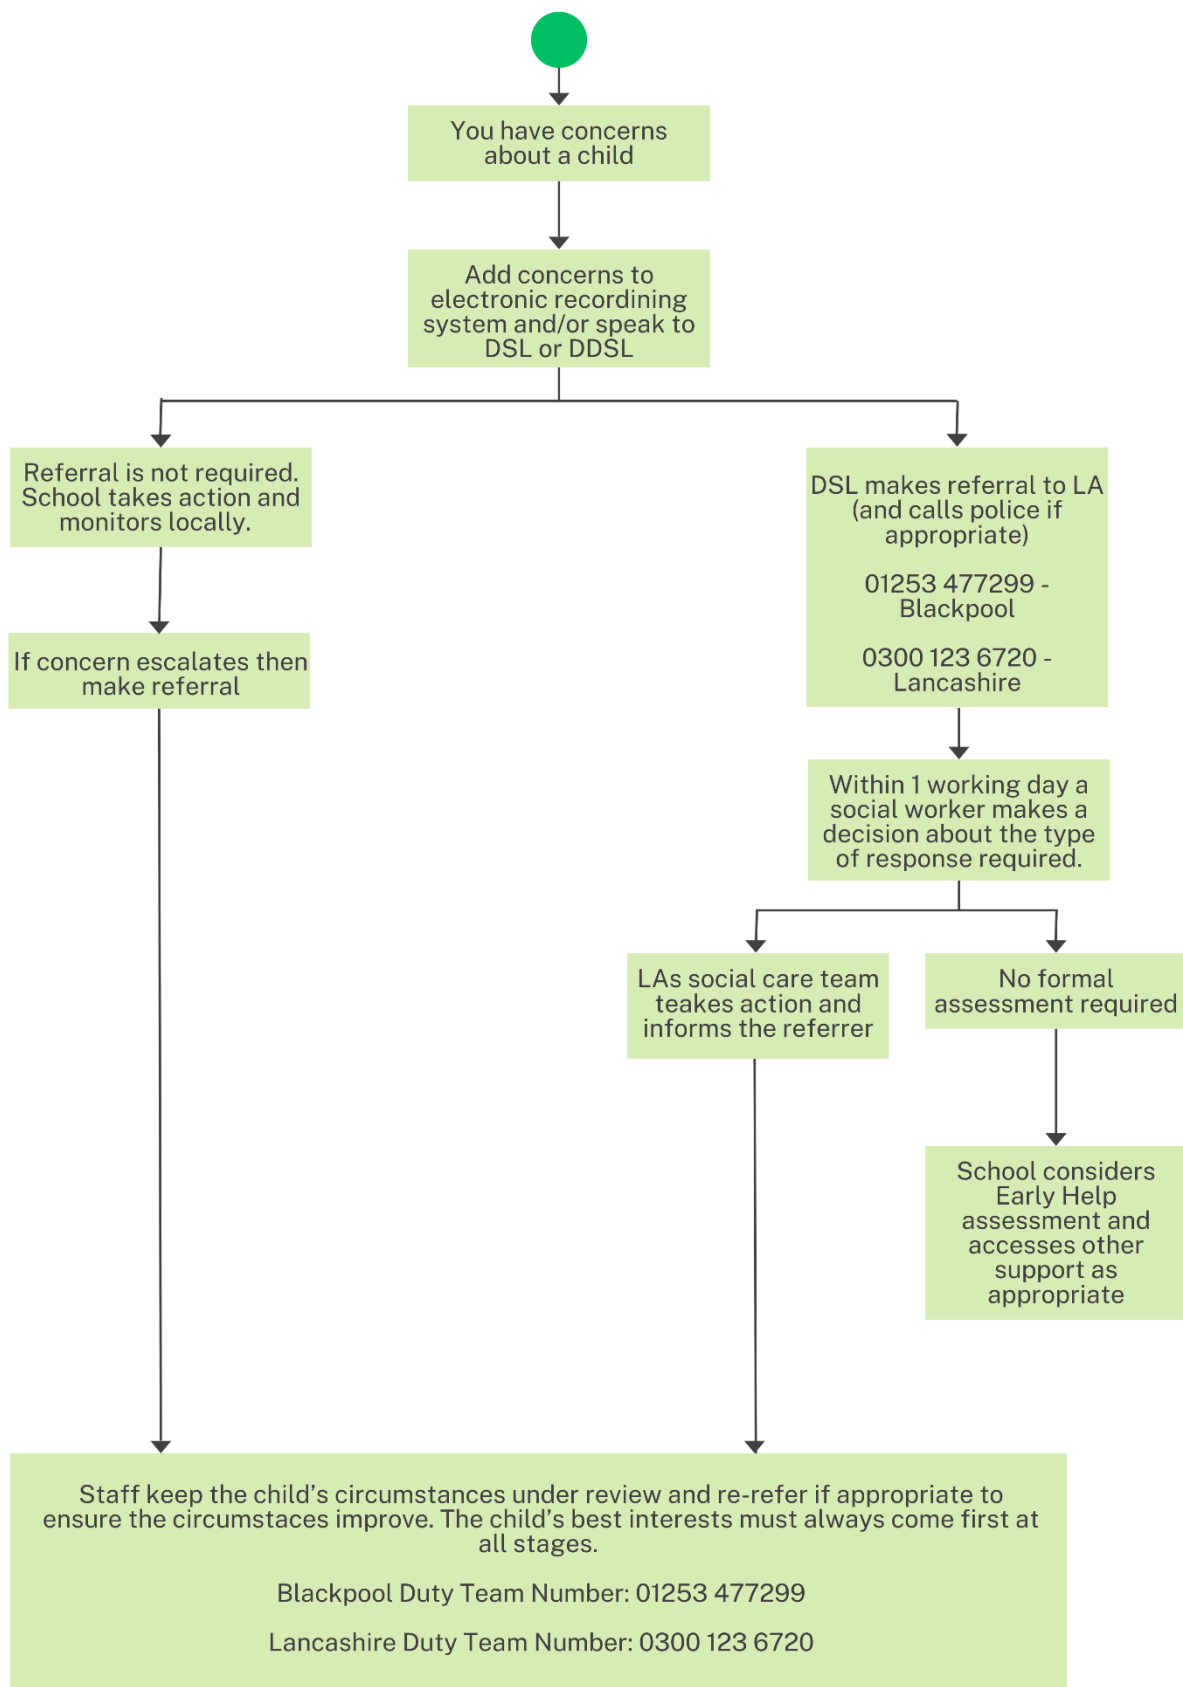 You have concerns
about a child
Add concerns to
electronic recordining
system and/or speak to
DSL or DDSL
Referral is not required.
School takes action and
monitors locally.
If concern escalates then
make referral
DSL makes referral to LA
(and calls police if
appropriate)
01253 477299 -
Blackpool
0300 123 6720 -
Lancashire
Within 1 working day a
social worker makes a
decision about the type
of response required.
LAs social care team
teakes action and
informs the referrer
No formal
assessment required
School considers
Early Help
assessment and
accesses other
support as
appropriate
Staff keep the child's circumstances under review and re-refer if appropriate to
ensure the circumstaces improve. The child's best interests must always come first at
all stages.
Blackpool Duty Team Number: 01253 477299
Lancashire Duty Team Number: 0300 123 6720